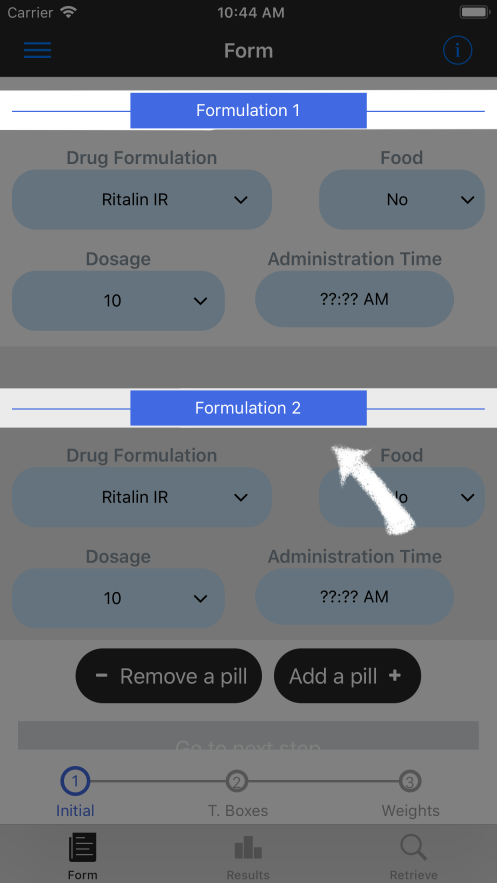 Carrier 10:44 AM
Form
Formulation 1
Drug Formulation Food
Ritalin IR No
Dosage Administration Time
10 ??:?? AM
Formulation 2
Drug Formulation Food
Ritalin IR No
Dosage Administration Time
10 ??:?? AM
Remove a pill Add a pill +
Go to next step
1 2 3
Initial T. Boxes Weights
Form Results Retrieve